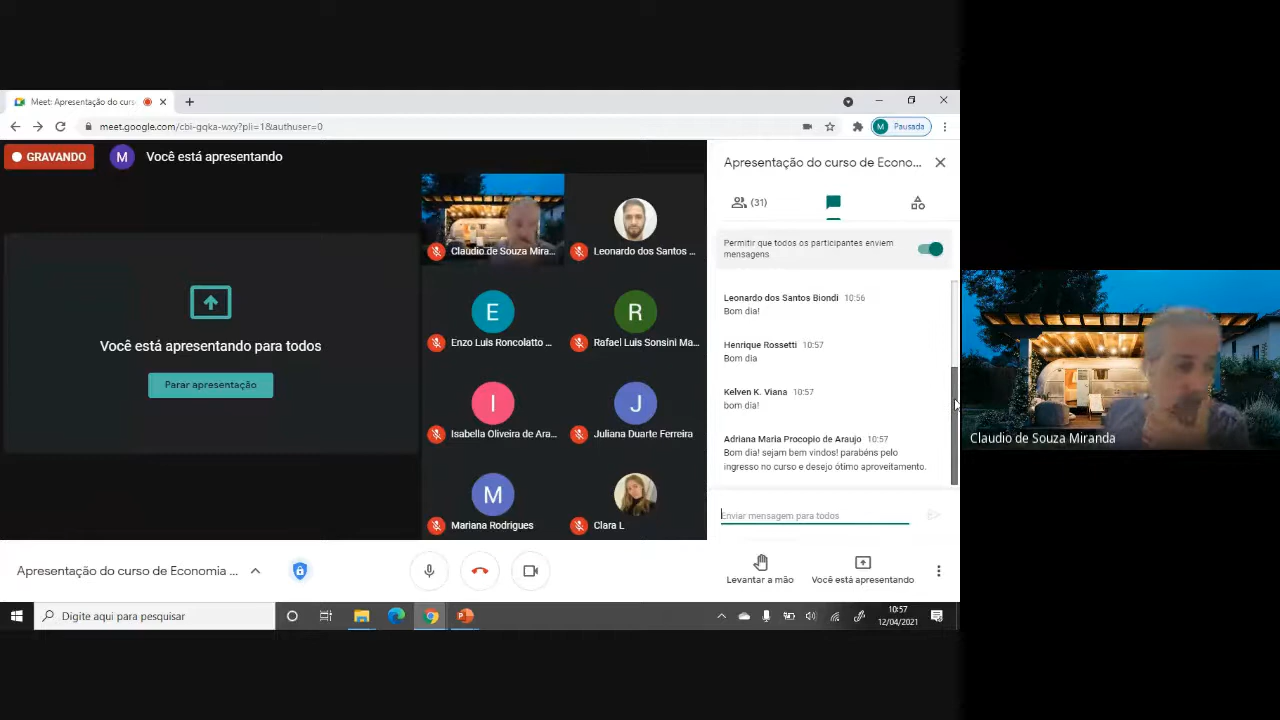 Meet: Apresentação do curs
meet.google.com/cbi-gqka-wxy?pli=1&authuser=0
M
Pausada
GRAVANDO
M
Você está apresentando
Apresentação do curso de Econo...
(31)
Permitir que todos os participantes enviem
mensagens
Você está apresentando para todos
Parar apresentação
Claudio de Souza Mira...
Leonardo dos Santos ...
E
Enzo Luis Roncolatto ...
R
Rafael Luis Sonsini Ma...
I
Isabella Oliveira de Ara...
J
Juliana Duarte Ferreira
M
Mariana Rodrigues
Clara L
Leonardo dos Santos Biondi 10:56
Bom dia!
Henrique Rossetti 10:57
Bom dia
Kelven K. Viana 10:57
bom dia!
Adriana Maria Procopio de Araujo 10:57
Bom dia! sejam bem vindos! parabéns pelo
ingresso no curso e desejo ótimo aproveitamento.
Enviar mensagem para todos
Claudio de Souza Miranda
Apresentação do curso de Economia ...
Levantar a mão
Você está apresentando
Digite aqui para pesquisar
10:57
12/04/2021